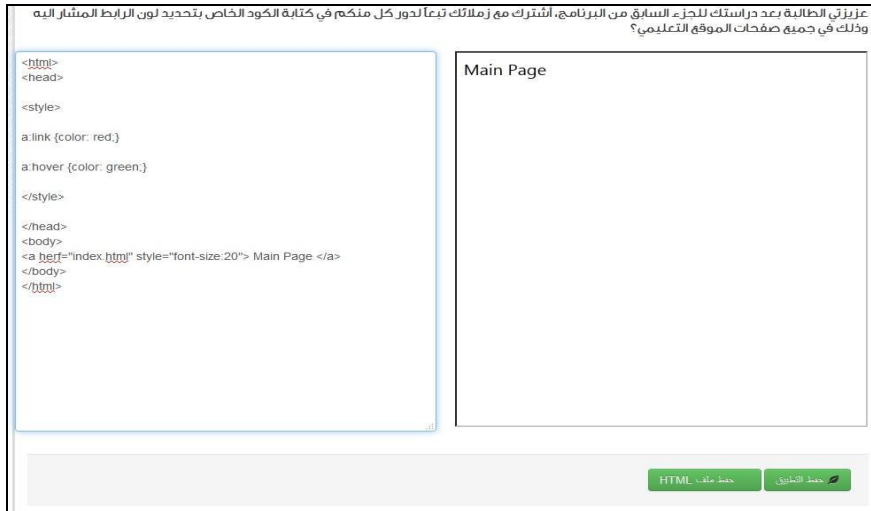 عزيزتي الطالبة بعد دراستك للجزء السابق من البرنامج، أشترك مع زملائك تبعاً لدور كل منكم في كتابة الكود الخاص بتحديد لون الرابط المشار اليه
وذلك في جميع صفحات الموقع التعليمي؟
<html>
<head>
<style>
a:link {color: red;}
a:hover {color: green;}
</style>
</head>
<body>
<a herf="index.html" style="font-size:20"> Main Page </a>
</body>
</html>
Main Page
حفظ التطبيق
حفظ ملف HTML